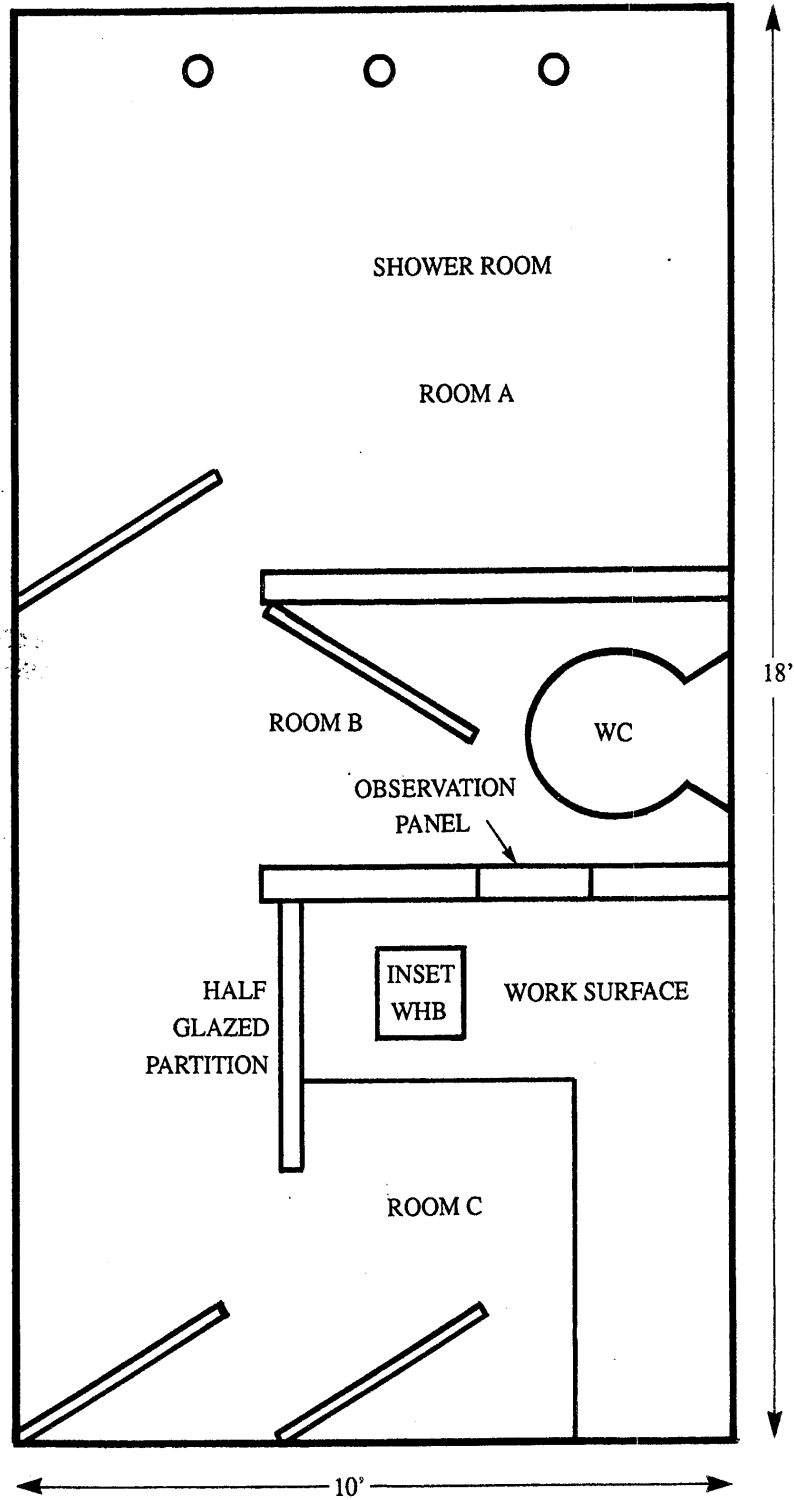 SHOWER ROOM
ROOM A
18'
ROOM B
WC
OBSERVATION
PANEL
INSET
WHB
WORK SURFACE
HALF
GLAZED
PARTITION
ROOM C
10'